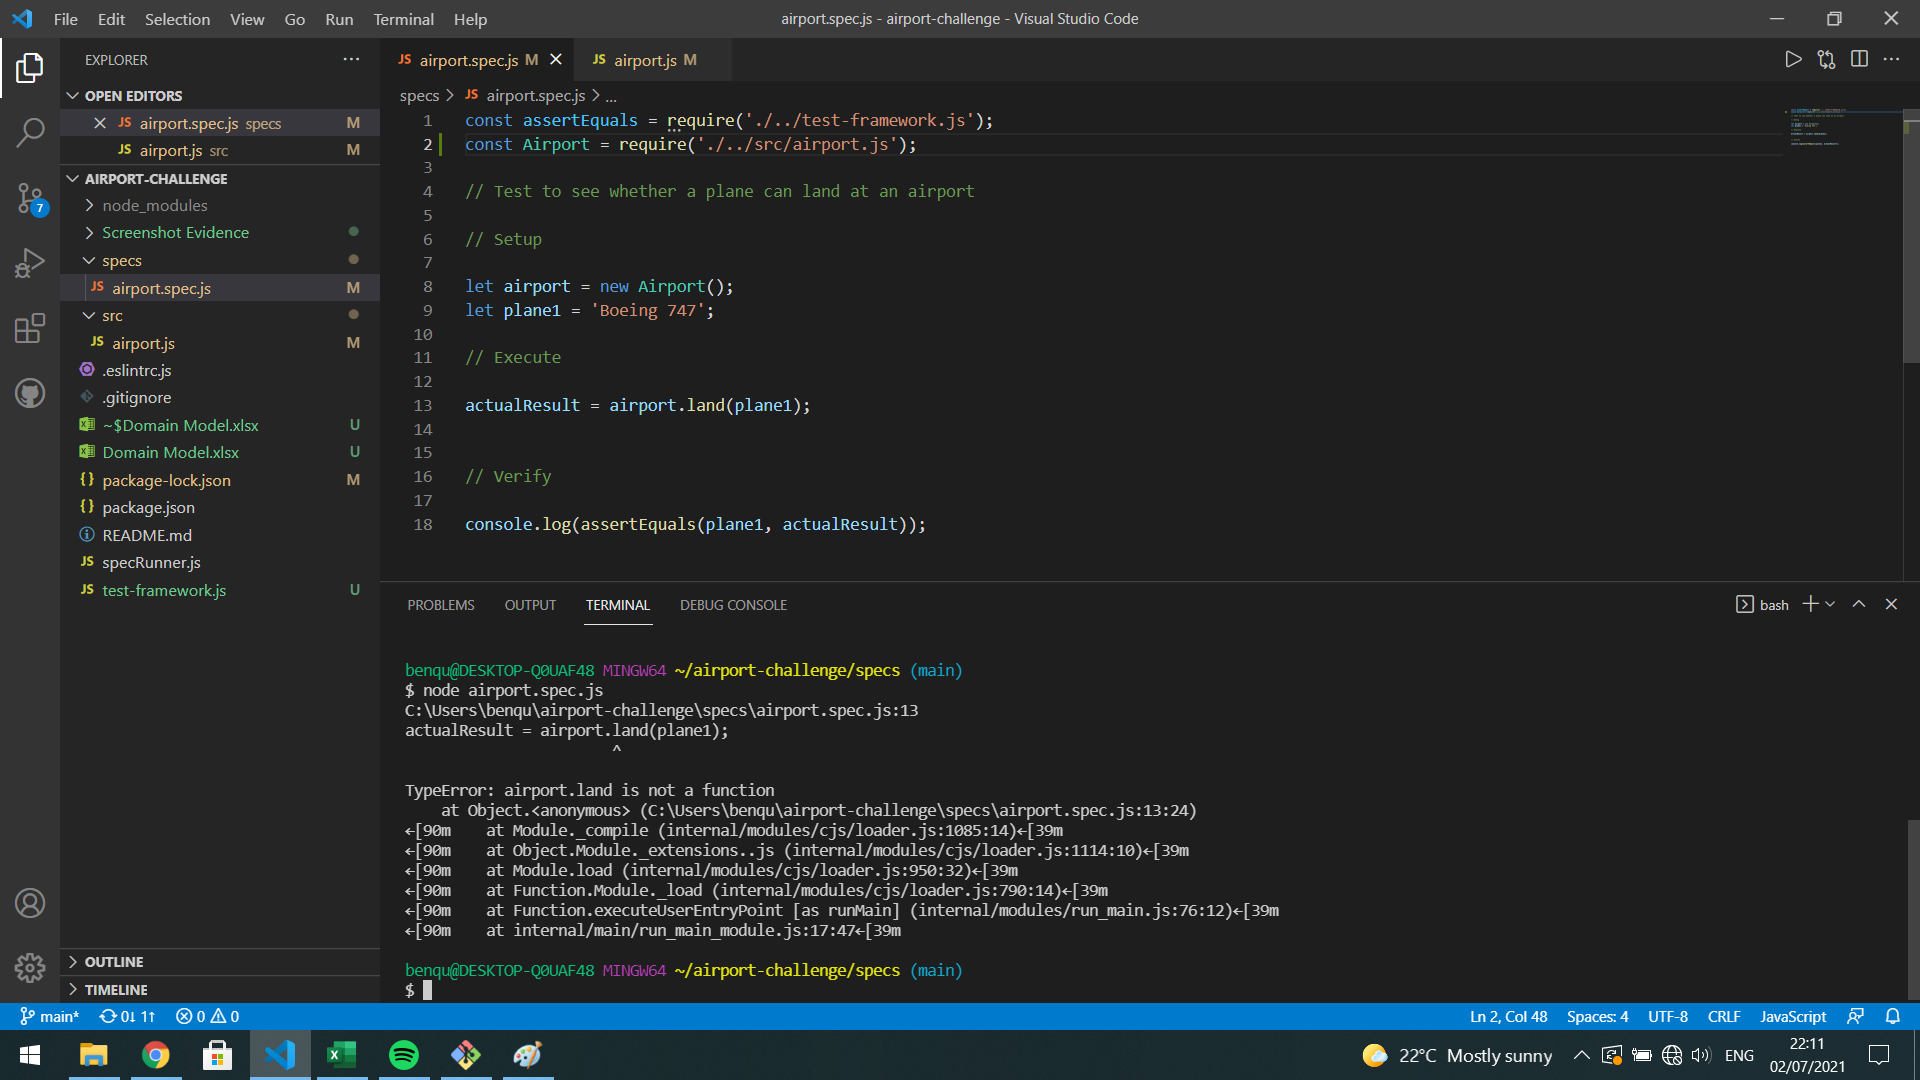 File Edit Selection View Go Run Terminal Help
airport.spec.js - airport-challenge - Visual Studio Code
EXPLORER
OPEN EDITORS
JS airport.spec.js specs M
JS airport.js src M
AIRPORT-CHALLENGE
node_modules
Screenshot Evidence
specs
JS airport.spec.js M
src
JS airport.js M
.eslintrc.js
.gitignore
~$Domain Model.xlsx U
Domain Model.xlsx U
{} package-lock.json M
{} package.json
README.md
JS specRunner.js
JS test-framework.js U
OUTLINE
TIMELINE
7
JS airport.spec.js M
JS airport.js M
specs > JS airport.spec.js > ...
1 const assertEquals = require('./../test-framework.js');
2 const Airport = require('./../src/airport.js');
3
4 // Test to see whether a plane can land at an airport
5
6 // Setup
7
8 let airport = new Airport();
9 let plane1 = 'Boeing 747';
10
11 // Execute
12
13 actualResult = airport.land(plane1);
14
15
16 // Verify
17
18 console.log(assertEquals(plane1, actualResult));
PROBLEMS OUTPUT TERMINAL DEBUG CONSOLE
bash
benqu@DESKTOP-Q0UAF48 MINGW64 ~/airport-challenge/specs (main)
$ node airport.spec.js
C:\Users\benqu\airport-challenge\specs\airport.spec.js:13
actualResult = airport.land(plane1);
^
TypeError: airport.land is not a function
at Object.<anonymous> (C:\Users\benqu\airport-challenge\specs\airport.spec.js:13:24)
←[90m    at Module._compile (internal/modules/cjs/loader.js:1085:14)←[39m
←[90m    at Object.Module._extensions..js (internal/modules/cjs/loader.js:1114:10)←[39m
←[90m    at Module.load (internal/modules/cjs/loader.js:950:32)←[39m
←[90m    at Function.Module._load (internal/modules/cjs/loader.js:790:14)←[39m
←[90m    at Function.executeUserEntryPoint [as runMain] (internal/modules/run_main.js:76:12)←[39m
←[90m    at internal/main/run_main_module.js:17:47←[39m
benqu@DESKTOP-Q0UAF48 MINGW64 ~/airport-challenge/specs (main)
$
main* 0↓ 1↑ 0 0
Ln 2, Col 48 Spaces: 4 UTF-8 CRLF JavaScript
22°C Mostly sunny
ENG
22:11
02/07/2021